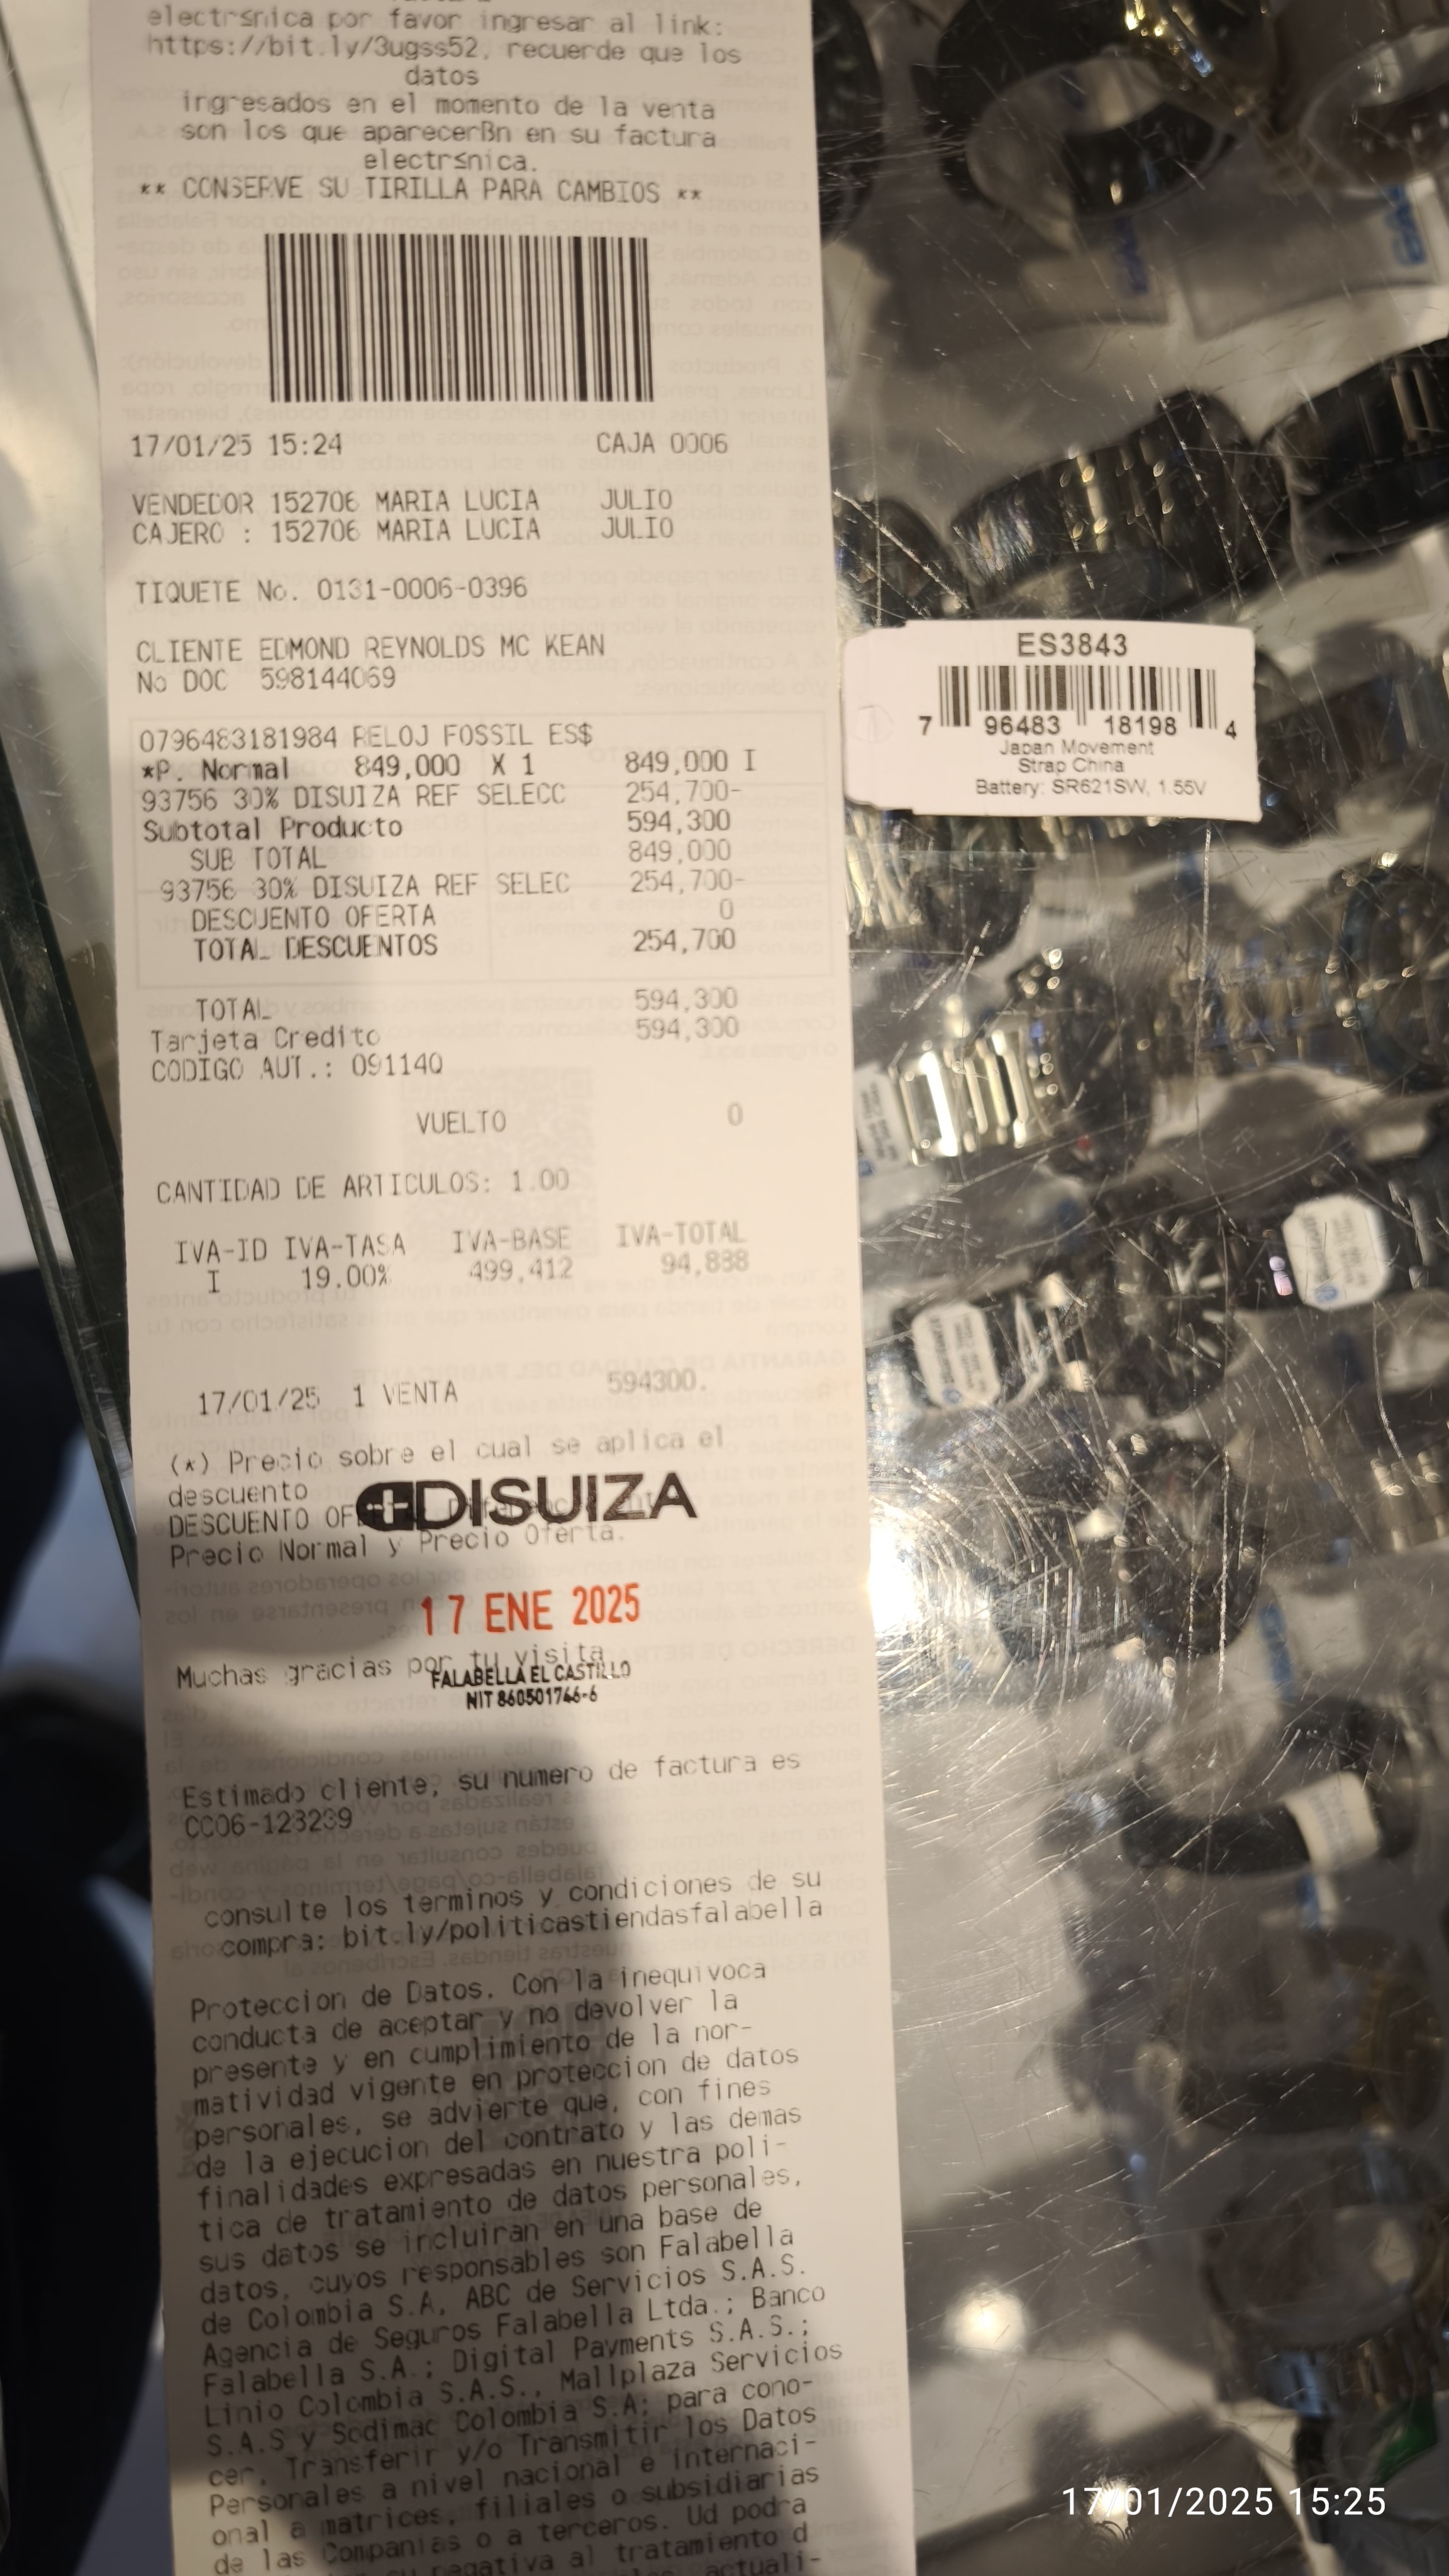 electr≤nica por favor ingresar al link:
https://bit.ly/3ugss52, recuerde que los
datos
ingresados en el momento de la venta
son los que aparecerßn en su factura
electr≤nica.
** CONSERVE SU TIRILLA PARA CAMBIOS **
17/01/25 15:24 CAJA 0006
VENDEDOR 152706 MARIA LUCIA JULIO
CAJERO : 152706 MARIA LUCIA JULIO
TIQUETE No. 0131-0006-0396
CLIENTE EDMOND REYNOLDS MC KEAN
No DOC 598144069
0796483181984 RELOJ FOSSIL ES$
*P. Normal 849,000 X 1 849,000 I
93756 30% DISUIZA REF SELECC 254,700-
Subtotal Producto 594,300
SUB TOTAL 849,000
93756 30% DISUIZA REF SELEC 254,700-
DESCUENTO OFERTA 0
TOTAL DESCUENTOS 254,700
TOTAL 594,300
Tarjeta Credito 594,300
CODIGO AUT.: 091140
VUELTO 0
CANTIDAD DE ARTICULOS: 1.00
IVA-ID IVA-TASA IVA-BASE IVA-TOTAL
I 19.00% 499,412 94,888
17/01/25 1 VENTA 594300.
(*) Precio sobre el cual se aplica el
descuento
DISUIZA
DESCUENTO
Precio Normal y Precio Oferta.
17 ENE 2025
Muchas gracias por tu visita
FALABELLA EL CASTILLO
NIT 860501746-6
Estimado cliente, su numero de factura es
CC06-123239
consulte los terminos y condiciones de su
compra: bit.ly/politicastiendasfalabella
Proteccion de Datos. Con la inequivoca
conducta de aceptar y no devolver la
presente y en cumplimiento de la nor-
matividad vigente en proteccion de datos
personales, se advierte que, con fines
de la ejecucion del contrato y las demas
finalidades expresadas en nuestra poli-
tica de tratamiento de datos personales,
sus datos se incluiran en una base de
datos, cuyos responsables son Falabella
de Colombia S.A, ABC de Servicios S.A.S.
Agencia de Seguros Falabella Ltda.; Banco
Falabella S.A.; Digital Payments S.A.S.;
Linio Colombia S.A.S., Mallplaza Servicios
S.A.S y Sodimac Colombia S.A; para cono-
cer, Transferir y/o Transmitir los Datos
Personales a nivel nacional e internaci-
onal a matrices, filiales o subsidiarias
de las Companias o a terceros. Ud podra
su negativa al tratamiento d
actuali-
ES3843
7 96483 18198 4
Japan Movement
Strap China
Battery: SR621SW, 1.55V
17/01/2025 15:25